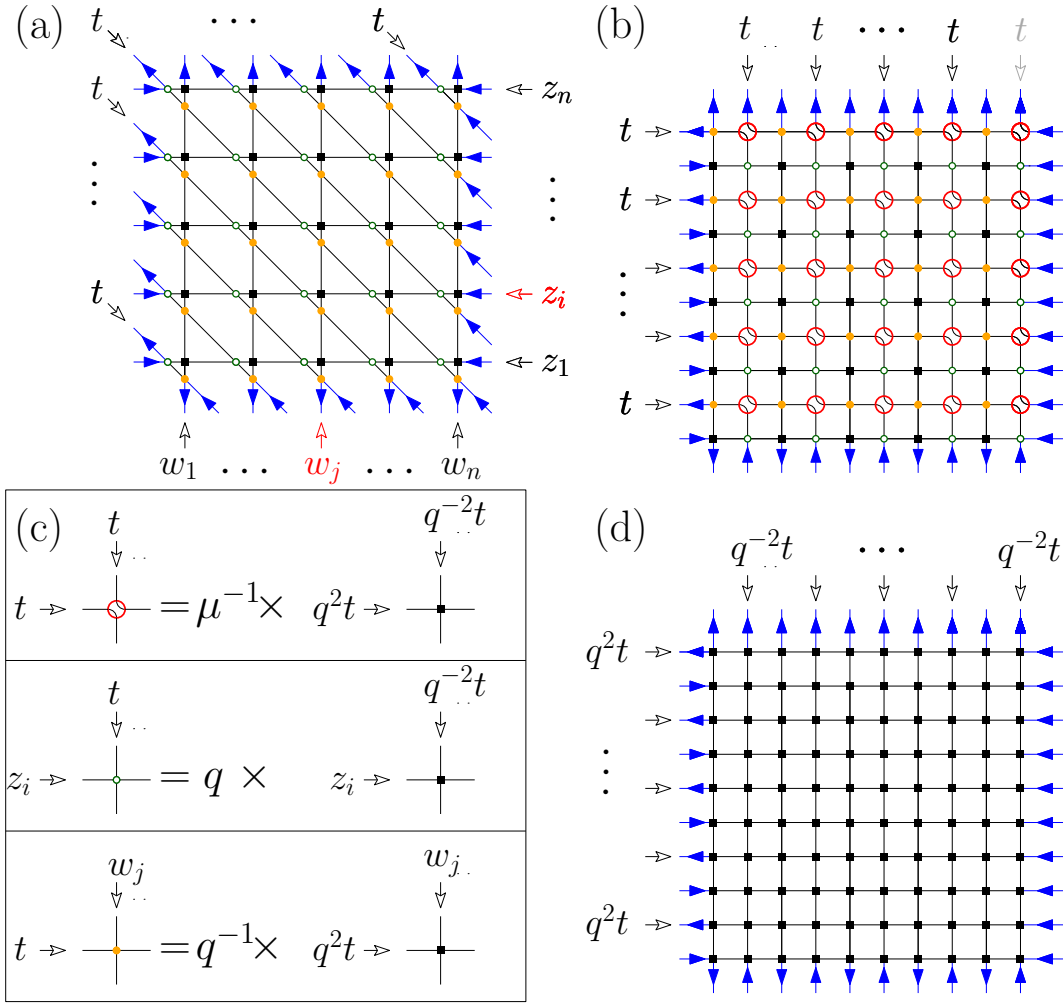 (a)
t
...
t
z_n
t
⋮
⋮
t
z_i
z_1
w_1 ... w_j ... w_n
(b)
t t ... t t
t
t
⋮
t
(c)
t q^{-2}t
t = μ^{-1}× q^2t
t q^{-2}t
z_i = q × z_i
w_j w_j
t = q^{-1}× q^2t
(d)
q^{-2}t ... q^{-2}t
q^2t
⋮
q^2t